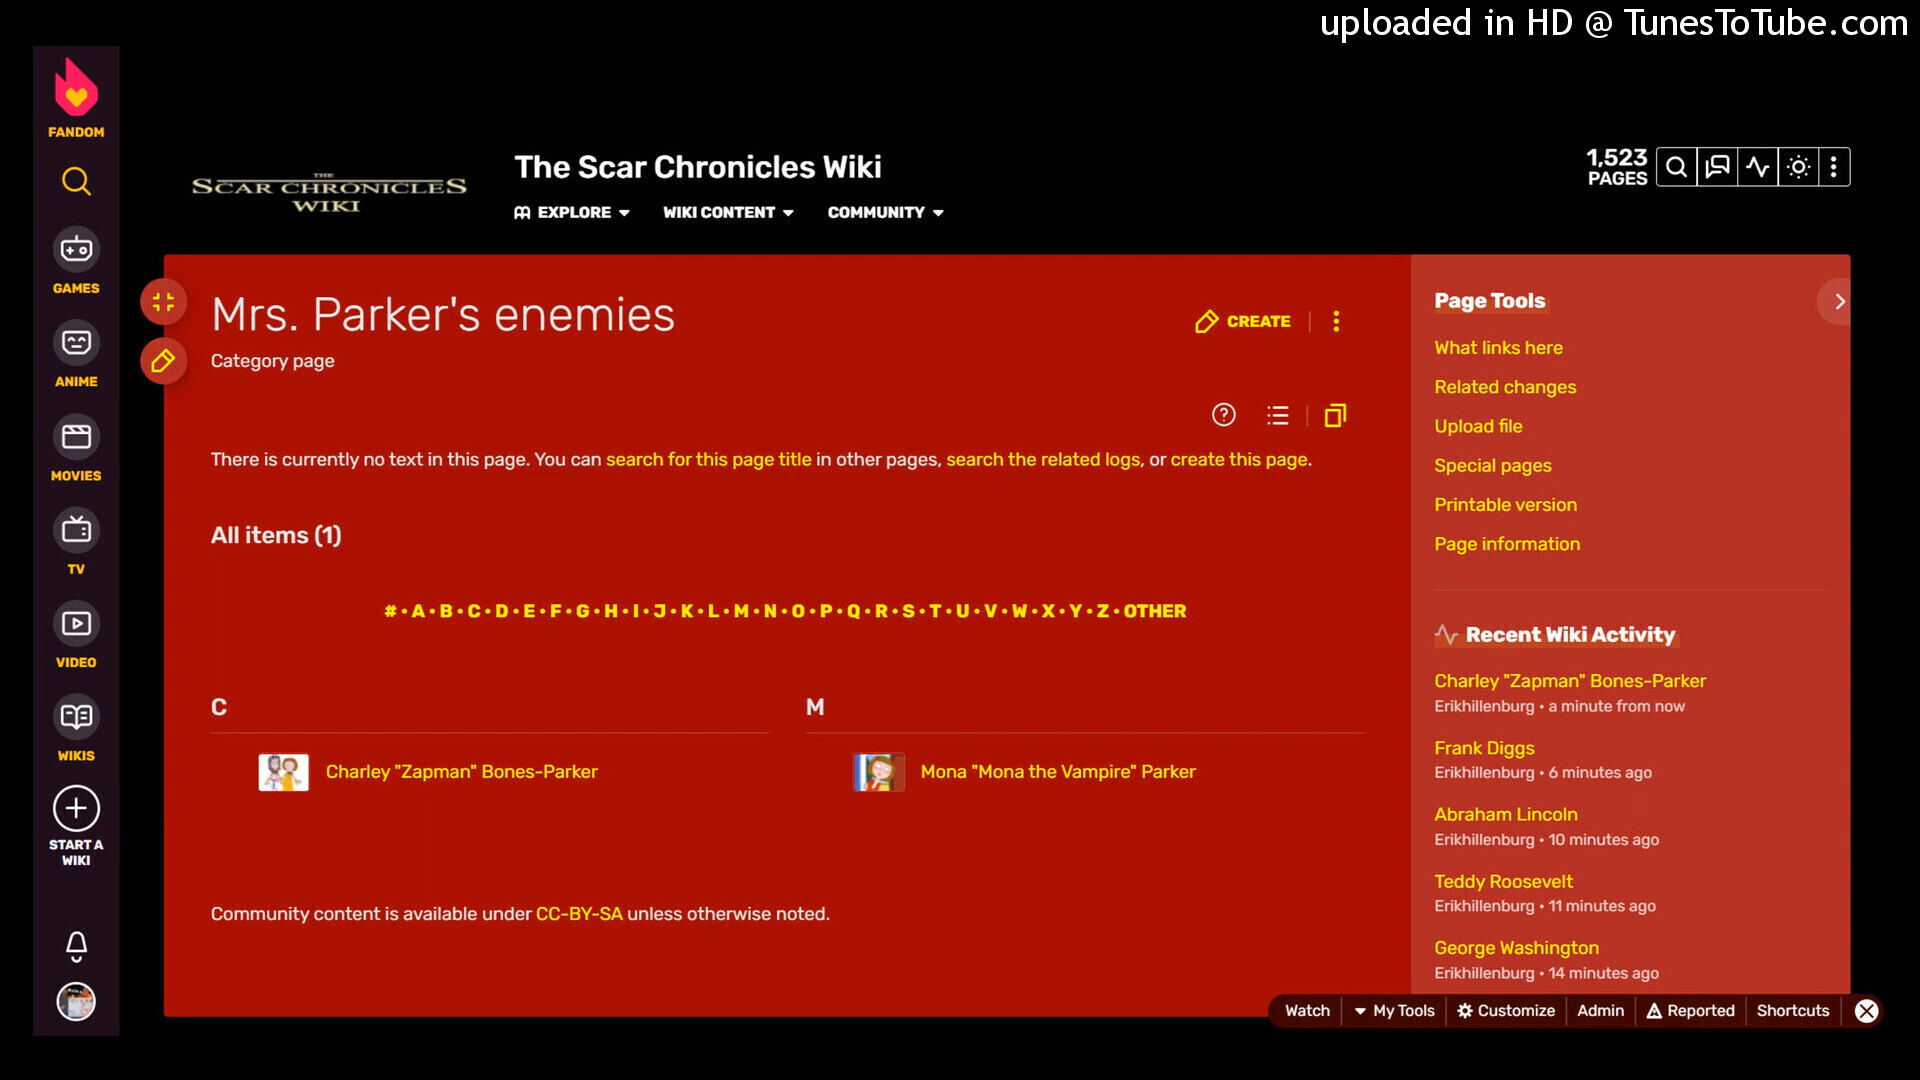 uploaded in HD @ TunesToTube.com
FANDOM
GAMES
ANIME
MOVIES
TV
VIDEO
WIKIS
START A
WIKI
THE
SCAR CHRONICLES
WIKI
The Scar Chronicles Wiki
EXPLORE WIKI CONTENT COMMUNITY
1,523
PAGES
Mrs. Parker's enemies
CREATE
Category page
There is currently no text in this page. You can search for this page title in other pages, search the related logs, or create this page.
All items (1)
# • A • B • C • D • E • F • G • H • I • J • K • L • M • N • O • P • Q • R • S • T • U • V • W • X • Y • Z • OTHER
C
Charley "Zapman" Bones-Parker
M
Mona "Mona the Vampire" Parker
Community content is available under CC-BY-SA unless otherwise noted.
Page Tools
What links here
Related changes
Upload file
Special pages
Printable version
Page information
Recent Wiki Activity
Charley "Zapman" Bones-Parker
Erikhillenburg • a minute from now
Frank Diggs
Erikhillenburg • 6 minutes ago
Abraham Lincoln
Erikhillenburg • 10 minutes ago
Teddy Roosevelt
Erikhillenburg • 11 minutes ago
George Washington
Erikhillenburg • 14 minutes ago
Watch My Tools Customize Admin Reported Shortcuts